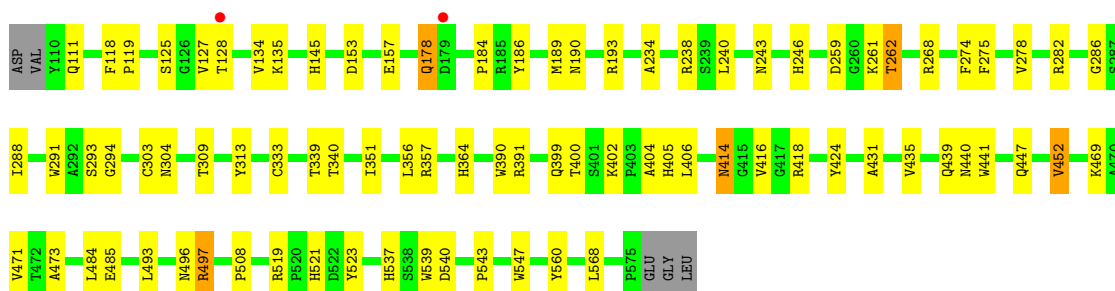 ASP VAL Y110 Q111 F118 P119 S125 G126 V127 T128 V134 K135 H145 D153 E157 Q178 D179 P184 R185 Y186 M189 N190 R193 A234 R238 S239 L240 N243 H246 D259 G260 K261 T262 R268 F274 F275 V278 R282 G286 S287
I288 W291 A292 S293 G294 C303 N304 T309 Y313 C333 T339 T340 I351 L356 R357 H364 W390 R391 Q399 T400 S401 K402 P403 A404 H405 L406 N414 G415 V416 G417 R418 Y424 A431 V435 Q439 N440 W441 Q447 V452 K469 A470
V471 T472 A473 L484 E485 L493 N496 R497 P508 R519 P520 H521 D522 Y523 H537 S538 W539 D540 P543 W547 Y560 L568 P575 GLU GLY LEU